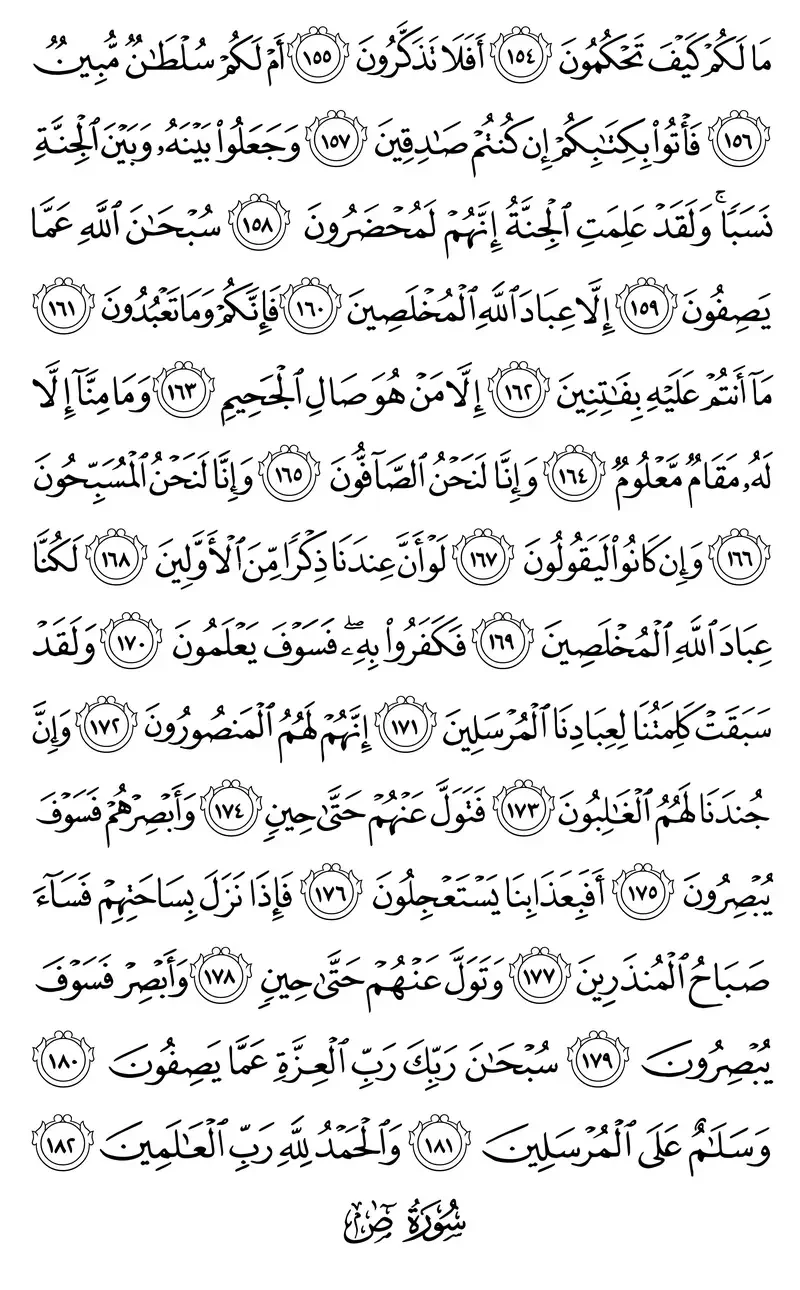 مَا لَكُمْ كَيْفَ تَحْكُمُونَ ١٥٤ أَفَلَا تَذَكَّرُونَ ١٥٥ أَمْ لَكُمْ سُلْطَـٰنٌ مُّبِينٌ
١٥٦ فَأْتُوا۟ بِكِتَـٰبِكُمْ إِن كُنتُمْ صَـٰدِقِينَ ١٥٧ وَجَعَلُوا۟ بَيْنَهُۥ وَبَيْنَ ٱلْجِنَّةِ
نَسَبًا ۚ وَلَقَدْ عَلِمَتِ ٱلْجِنَّةُ إِنَّهُمْ لَمُحْضَرُونَ ١٥٨ سُبْحَـٰنَ ٱللَّهِ عَمَّا
يَصِفُونَ ١٥٩ إِلَّا عِبَادَ ٱللَّهِ ٱلْمُخْلَصِينَ ١٦٠ فَإِنَّكُمْ وَمَا تَعْبُدُونَ ١٦١
مَآ أَنتُمْ عَلَيْهِ بِفَـٰتِنِينَ ١٦٢ إِلَّا مَنْ هُوَ صَالِ ٱلْجَحِيمِ ١٦٣ وَمَا مِنَّآ إِلَّا
لَهُۥ مَقَامٌ مَّعْلُومٌ ١٦٤ وَإِنَّا لَنَحْنُ ٱلصَّآفُّونَ ١٦٥ وَإِنَّا لَنَحْنُ ٱلْمُسَبِّحُونَ
١٦٦ وَإِن كَانُوا۟ لَيَقُولُونَ ١٦٧ لَوْ أَنَّ عِندَنَا ذِكْرًا مِّنَ ٱلْأَوَّلِينَ ١٦٨ لَكُنَّا
عِبَادَ ٱللَّهِ ٱلْمُخْلَصِينَ ١٦٩ فَكَفَرُوا۟ بِهِۦ ۖ فَسَوْفَ يَعْلَمُونَ ١٧٠ وَلَقَدْ
سَبَقَتْ كَلِمَتُنَا لِعِبَادِنَا ٱلْمُرْسَلِينَ ١٧١ إِنَّهُمْ لَهُمُ ٱلْمَنصُورُونَ ١٧٢ وَإِنَّ
جُندَنَا لَهُمُ ٱلْغَـٰلِبُونَ ١٧٣ فَتَوَلَّ عَنْهُمْ حَتَّىٰ حِينٍ ١٧٤ وَأَبْصِرْهُمْ فَسَوْفَ
يُبْصِرُونَ ١٧٥ أَفَبِعَذَابِنَا يَسْتَعْجِلُونَ ١٧٦ فَإِذَا نَزَلَ بِسَاحَتِهِمْ فَسَآءَ
صَبَاحُ ٱلْمُنذَرِينَ ١٧٧ وَتَوَلَّ عَنْهُمْ حَتَّىٰ حِينٍ ١٧٨ وَأَبْصِرْ فَسَوْفَ
يُبْصِرُونَ ١٧٩ سُبْحَـٰنَ رَبِّكَ رَبِّ ٱلْعِزَّةِ عَمَّا يَصِفُونَ ١٨٠
وَسَلَـٰمٌ عَلَى ٱلْمُرْسَلِينَ ١٨١ وَٱلْحَمْدُ لِلَّهِ رَبِّ ٱلْعَـٰلَمِينَ ١٨٢
سُورَةُ صٓ